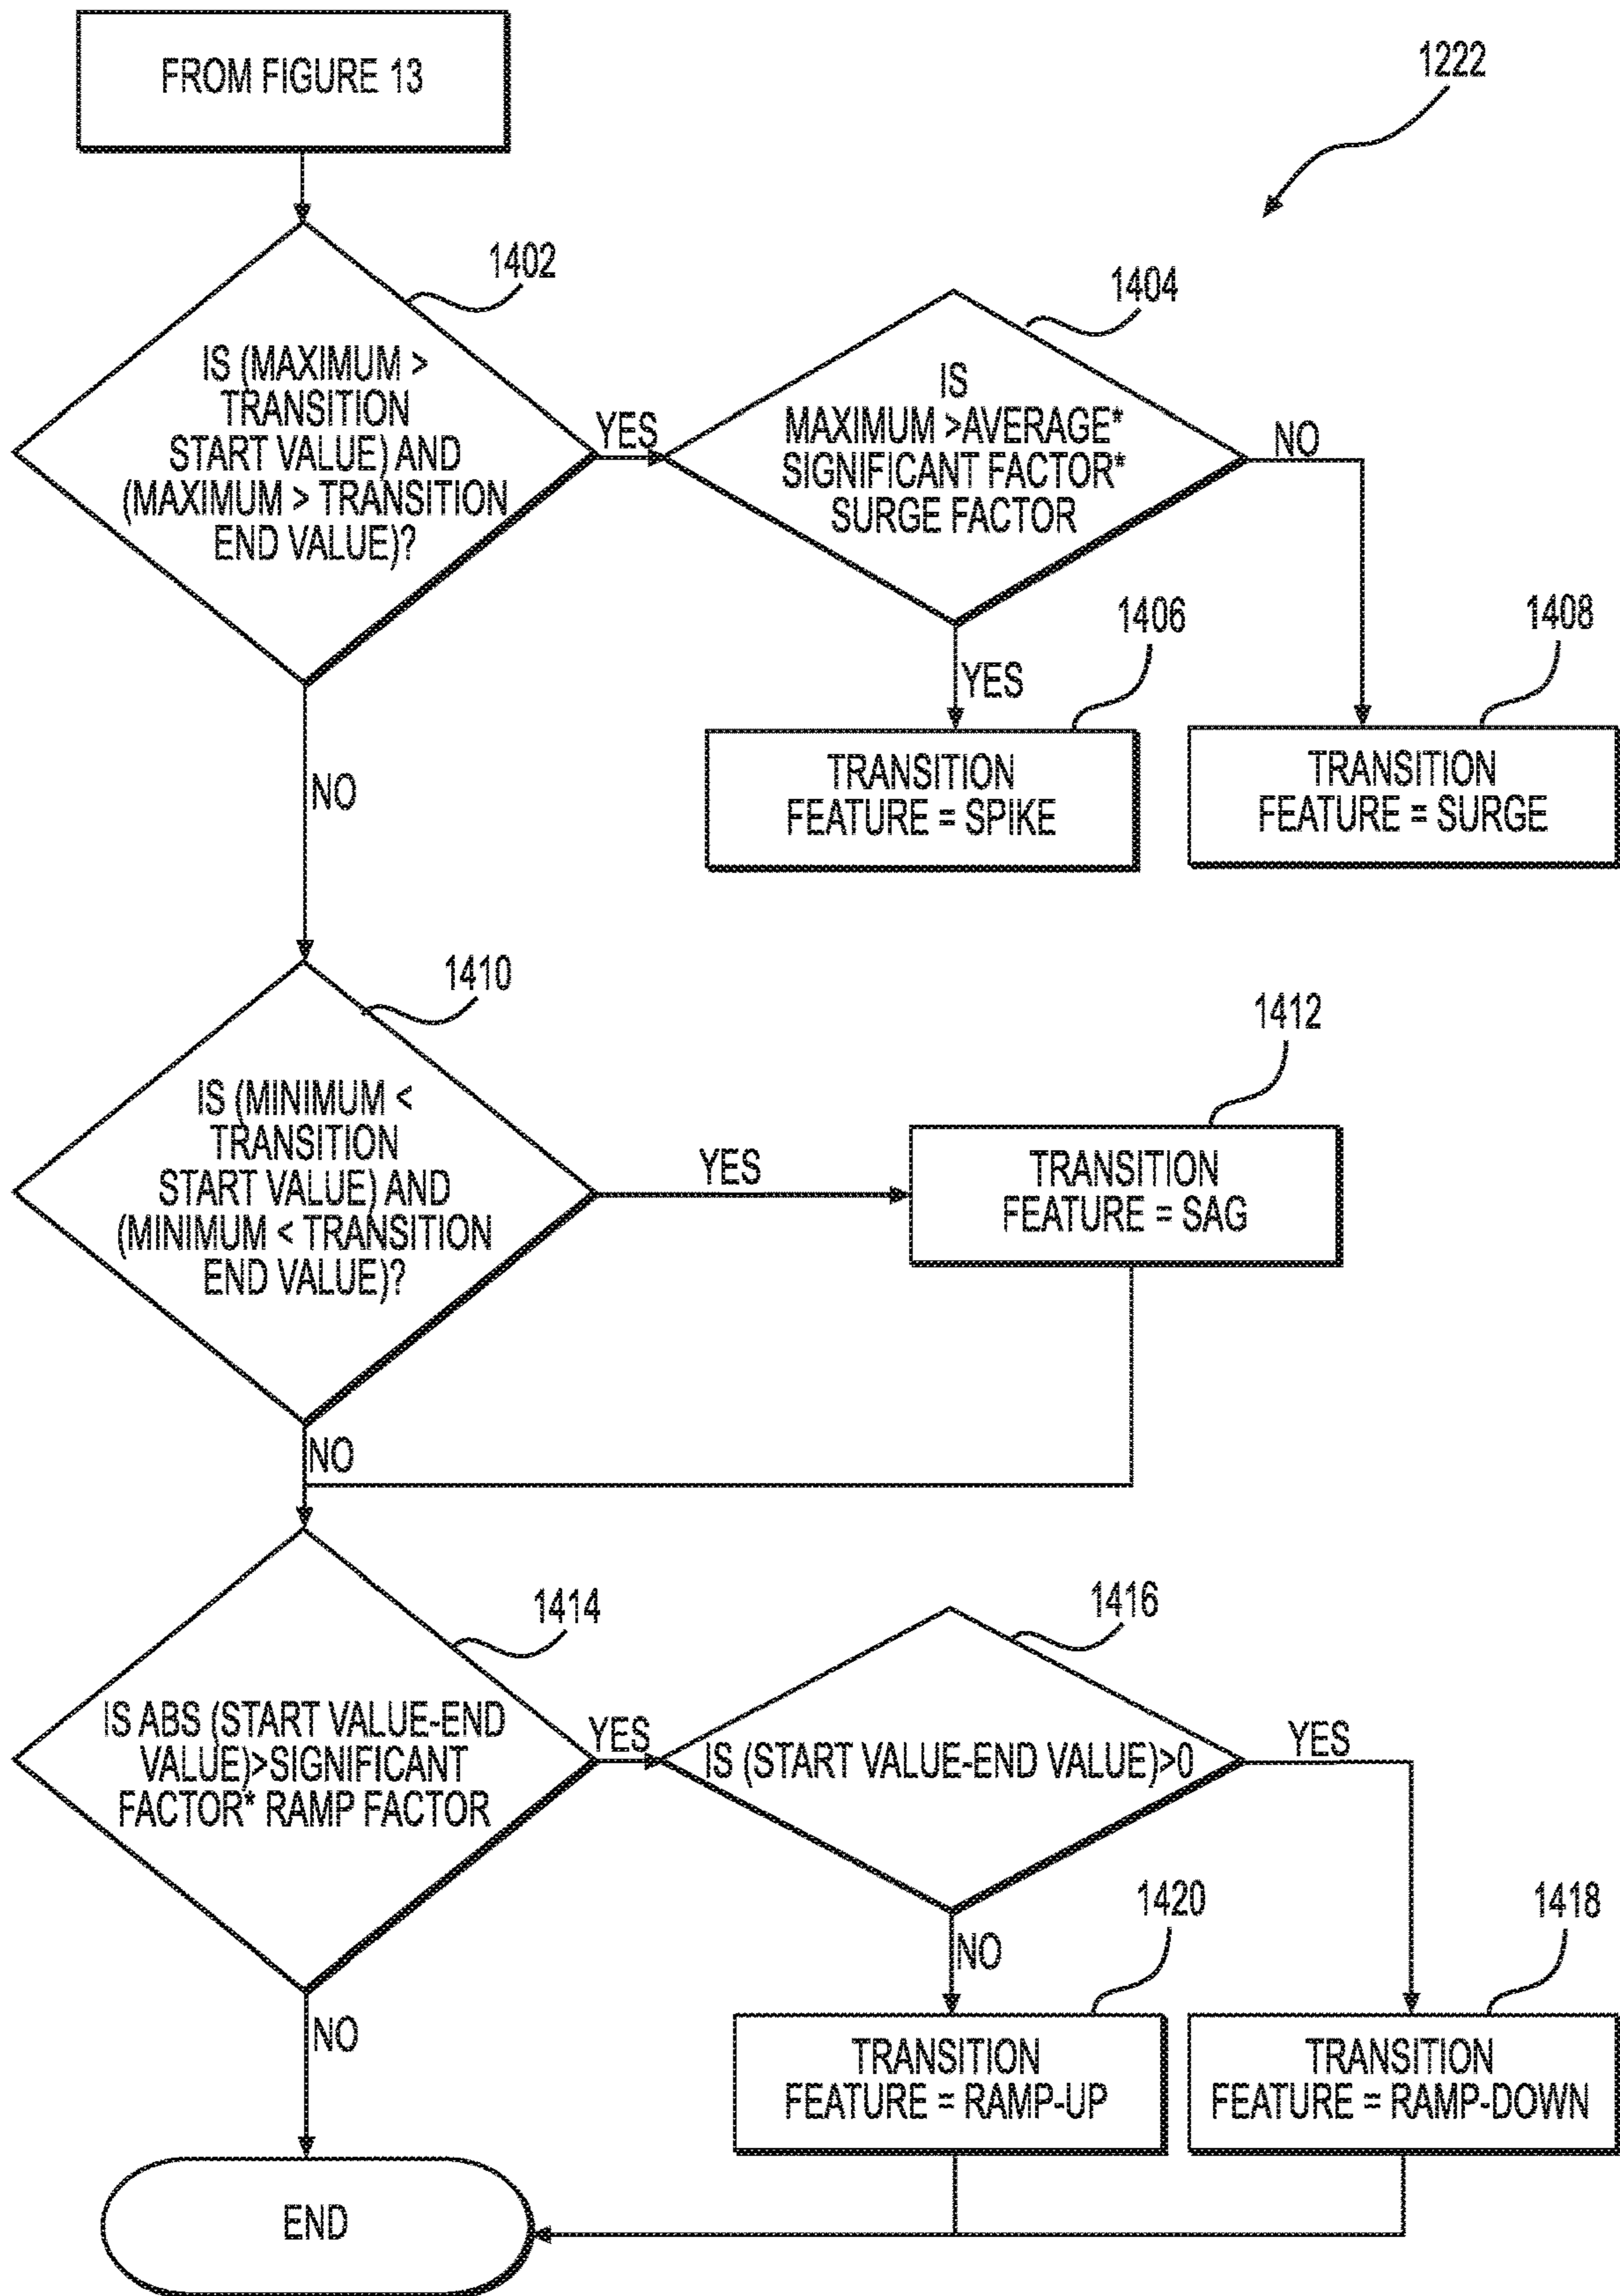 FROM FIGURE 13
1222
1402
IS (MAXIMUM >
TRANSITION
START VALUE) AND
(MAXIMUM > TRANSITION
END VALUE)?
YES
1404
IS
MAXIMUM >AVERAGE*
SIGNIFICANT FACTOR*
SURGE FACTOR
NO
YES
1406
TRANSITION
FEATURE = SPIKE
1408
TRANSITION
FEATURE = SURGE
NO
1410
IS (MINIMUM <
TRANSITION
START VALUE) AND
(MINIMUM < TRANSITION
END VALUE)?
YES
1412
TRANSITION
FEATURE = SAG
NO
1414
IS ABS (START VALUE-END
VALUE)>SIGNIFICANT
FACTOR* RAMP FACTOR
YES
1416
IS (START VALUE-END VALUE)>0
YES
NO
1420
TRANSITION
FEATURE = RAMP-UP
1418
TRANSITION
FEATURE = RAMP-DOWN
NO
END